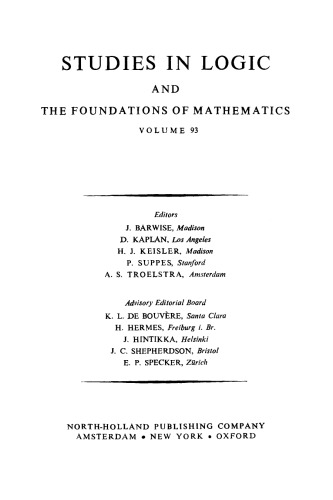 STUDIES IN LOGIC
AND
THE FOUNDATIONS OF MATHEMATICS
VOLUME 93
Editors
J. BARWISE, Madison
D. KAPLAN, Los Angeles
H. J. KEISLER, Madison
P. SUPPES, Stanford
A. S. TROELSTRA, Amsterdam
Advisory Editorial Board
K. L. DE BOUVÈRE, Santa Clara
H. HERMES, Freiburg i. Br.
J. HINTIKKA, Helsinki
J. C. SHEPHERDSON, Bristol
E. P. SPECKER, Zürich
NORTH-HOLLAND PUBLISHING COMPANY
AMSTERDAM • NEW YORK • OXFORD